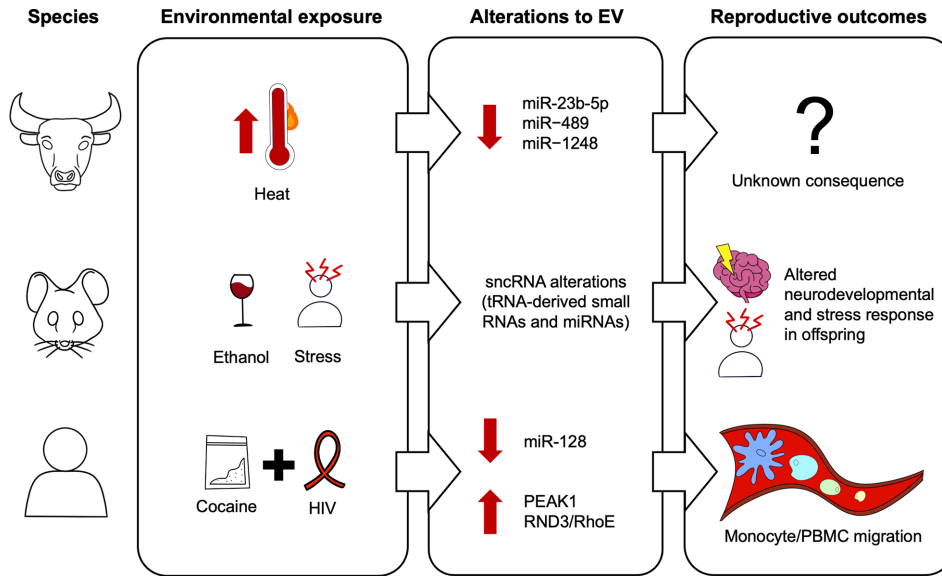 Species
Environmental exposure
Alterations to EV
Reproductive outcomes
Heat
miR-23b-5p
miR−489
miR−1248
?
Unknown consequence
Ethanol
Stress
sncRNA alterations
(tRNA-derived small
RNAs and miRNAs)
Altered
neurodevelopmental
and stress response
in offspring
Cocaine
HIV
miR-128
PEAK1
RND3/RhoE
Monocyte/PBMC migration